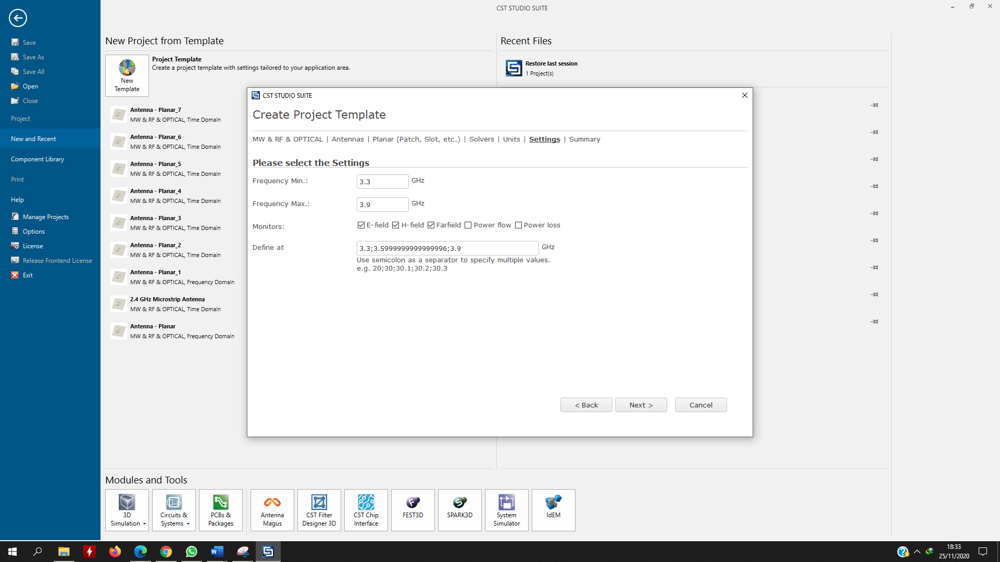 CST STUDIO SUITE
Save
Save As
Save All
Open
Close
Project
New and Recent
Component Library
Print
Help
Manage Projects
Options
License
Release Frontend License
Exit
New Project from Template
New
Template
Project Template
Create a project template with settings tailored to your application area.
Antenna - Planar_7
MW & RF & OPTICAL, Time Domain
Antenna - Planar_6
MW & RF & OPTICAL, Time Domain
Antenna - Planar_5
MW & RF & OPTICAL, Time Domain
Antenna - Planar_4
MW & RF & OPTICAL, Time Domain
Antenna - Planar_3
MW & RF & OPTICAL, Time Domain
Antenna - Planar_2
MW & RF & OPTICAL, Time Domain
Antenna - Planar_1
MW & RF & OPTICAL, Frequency Domain
2.4 GHz Microstrip Antenna
MW & RF & OPTICAL, Time Domain
Antenna - Planar
MW & RF & OPTICAL, Frequency Domain
Recent Files
Restore last session
1 Project(s)
CST STUDIO SUITE
Create Project Template
MW & RF & OPTICAL | Antennas | Planar (Patch, Slot, etc.) | Solvers | Units | Settings | Summary
Please select the Settings
Frequency Min.: 3.3 GHz
Frequency Max.: 3.9 GHz
Monitors: E-field H-field Farfield Power flow Power loss
Define at 3.3;3.5999999999999996;3.9 GHz
Use semicolon as a separator to specify multiple values.
e.g. 20;30;30.1;30.2;30.3
< Back Next > Cancel
Modules and Tools
3D
Simulation
Circuits &
Systems
PCBs &
Packages
Antenna
Magus
CST Filter
Designer 3D
CST Chip
Interface
FEST3D
SPARK3D
System
Simulator
IdEM
18:33
25/11/2020